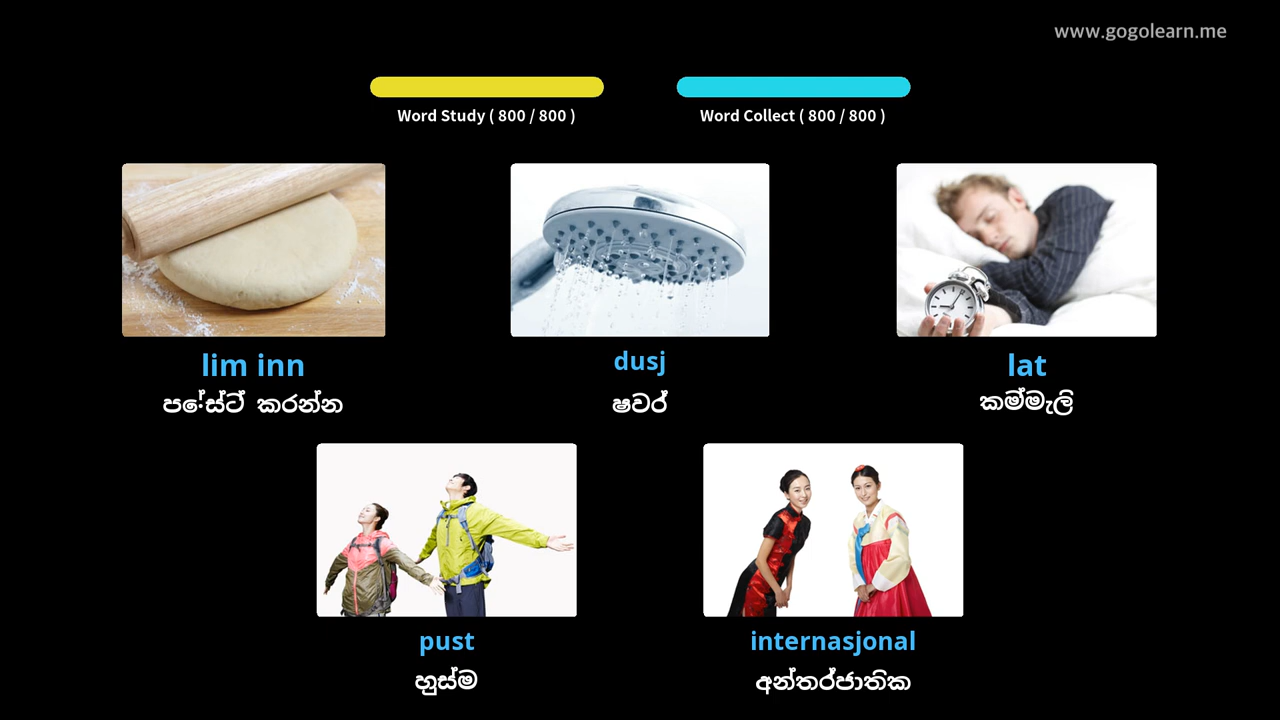 www.gogolearn.me
Word Study ( 800 / 800 )
Word Collect ( 800 / 800 )
lim inn
පේස්ට් කරන්න
dusj
ෂවර්
lat
කම්මැලි
pust
හුස්ම
internasjonal
අන්තර්ජාතික